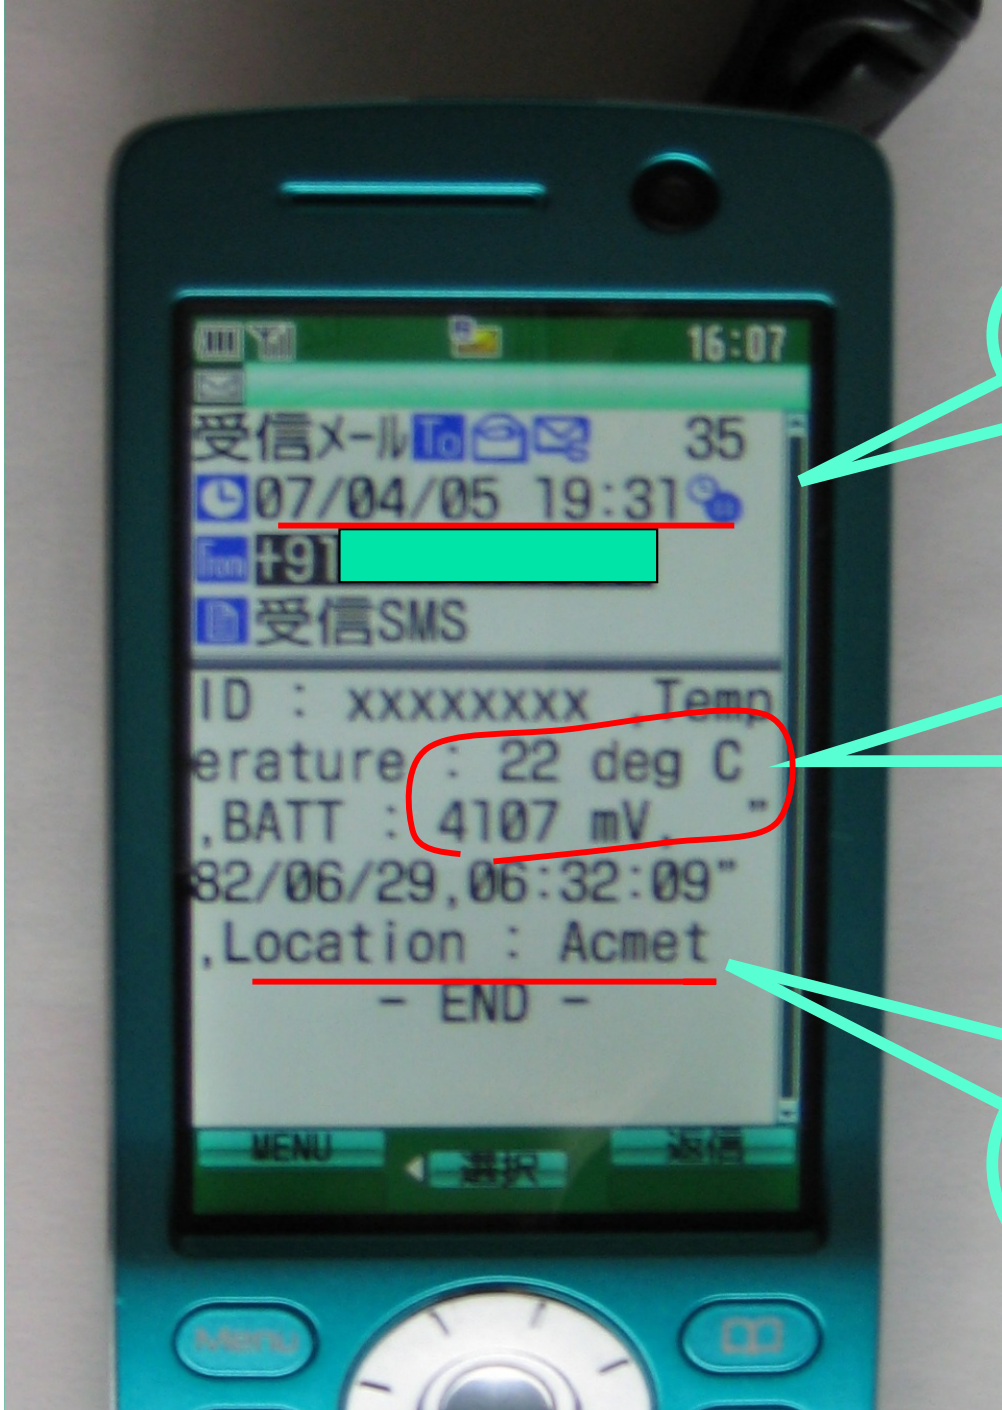 16:07
受信メール To 35
07/04/05 19:31
From +91
受信SMS
ID : xxxxxxxx ,Temp
erature : 22 deg C
,BATT : 4107 mV, "
82/06/29,06:32:09"
,Location : Acmet
- END -
MENU 選択 返信
Menu